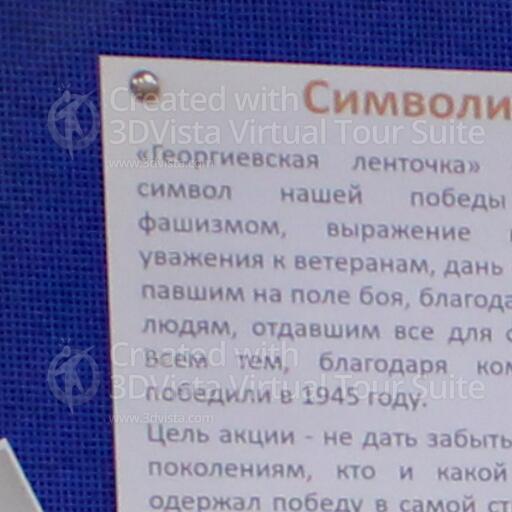 Символи
«Георгиевская ленточка»
символ нашей победы
фашизмом, выражение
уважения к ветеранам, дань
павшим на поле боя, благода
людям, отдавшим все для
всем тем, благодаря ком
победили в 1945 году.
Цель акции - не дать забыть
поколениям, кто и какой
одержал победу в самой ст
Created with
3DVista Virtual Tour Suite
www.3dvista.com
Created with
3DVista Virtual Tour Suite
www.3dvista.com